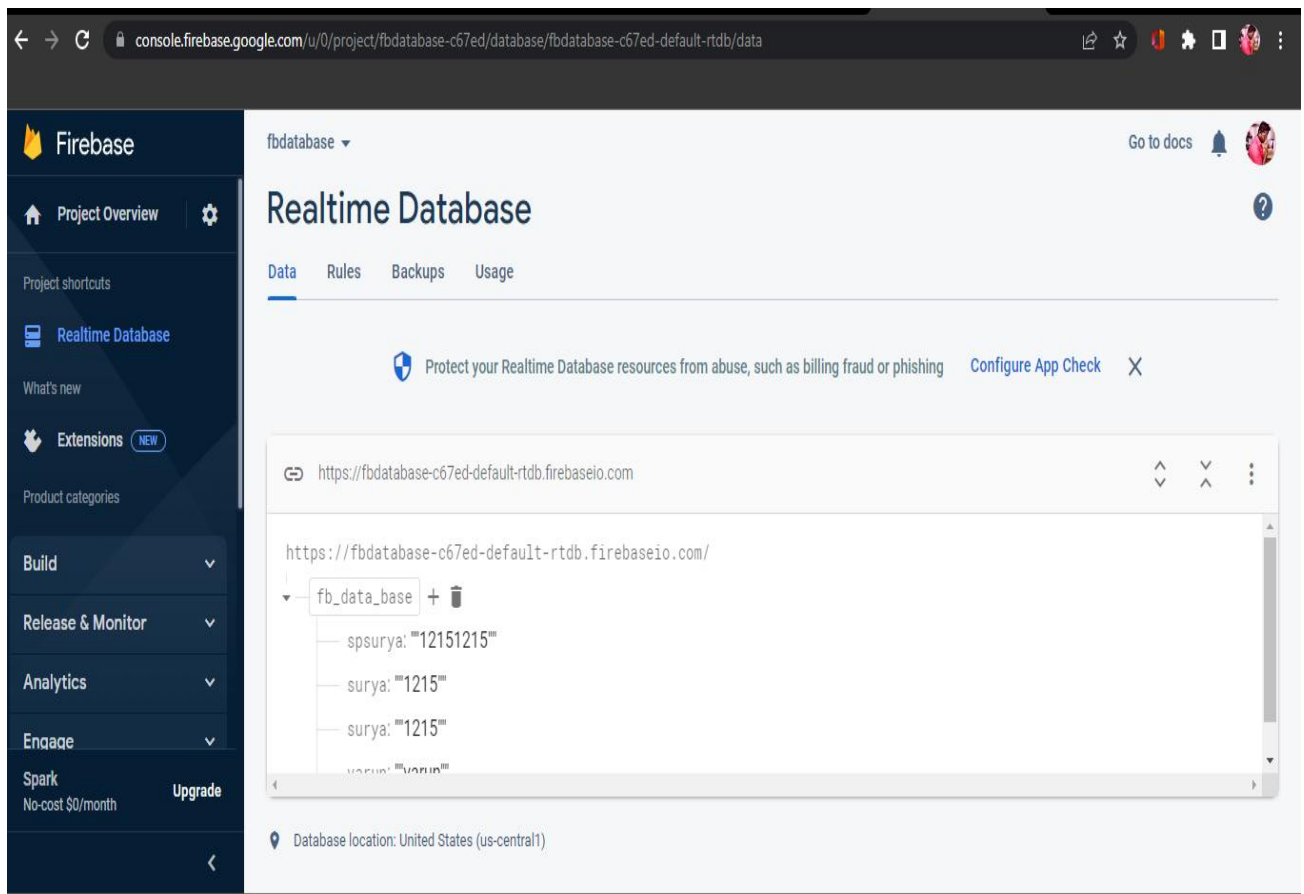 console.firebase.google.com/u/0/project/fbdatabase-c67ed/database/fbdatabase-c67ed-default-rtdb/data
Firebase
Project Overview
Project shortcuts
Realtime Database
What's new
Extensions NEW
Product categories
Build
Release & Monitor
Analytics
Engage
Spark
No-cost $0/month
Upgrade
fbdatabase
Go to docs
Realtime Database
Data Rules Backups Usage
Protect your Realtime Database resources from abuse, such as billing fraud or phishing Configure App Check
https://fbdatabase-c67ed-default-rtdb.firebaseio.com
https://fbdatabase-c67ed-default-rtdb.firebaseio.com/
fb_data_base
spsurya: ""12151215""
surya: ""1215""
surya: ""1215""
varun: ""varun""
Database location: United States (us-central1)